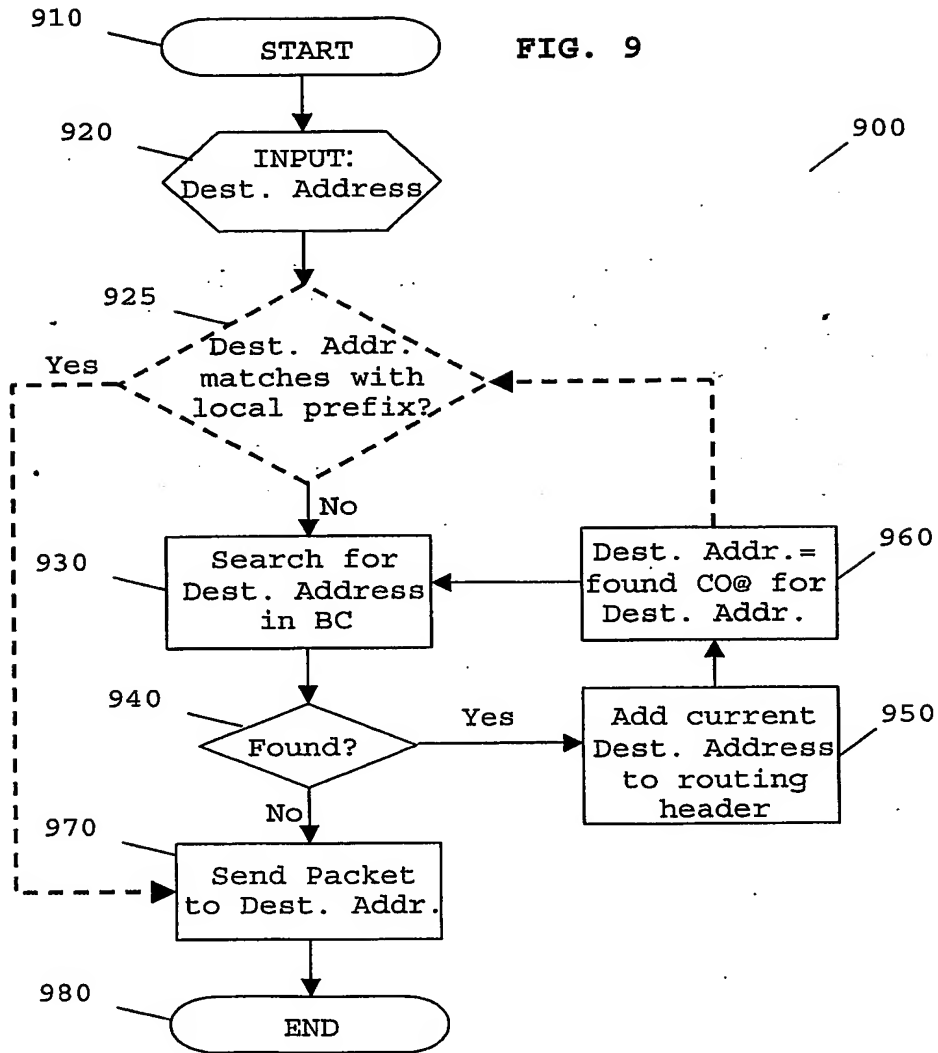 910
START
FIG. 9
920
INPUT:
Dest. Address
900
925
Yes
Dest. Addr.
matches with
local prefix?
No
930
Search for
Dest. Address
in BC
Dest. Addr.=
found CO@ for
Dest. Addr.
960
940
Found?
Yes
Add current
Dest. Address
to routing
header
950
No
970
Send Packet
to Dest. Addr.
980
END